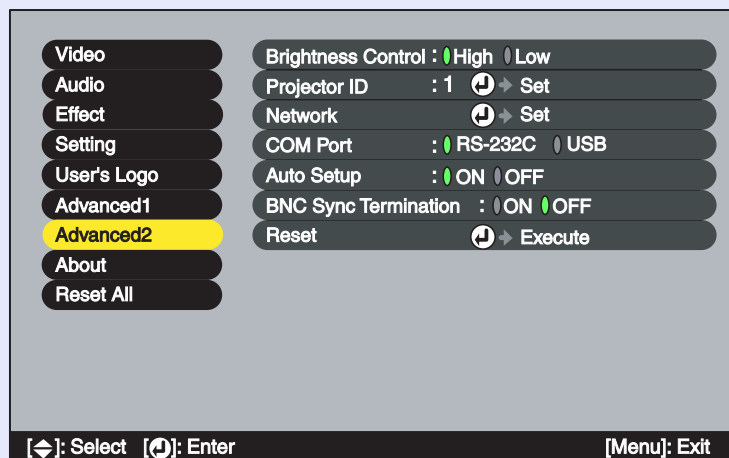 Video
Audio
Effect
Setting
User's Logo
Advanced1
Advanced2
About
Reset All
Brightness Control : High Low
Projector ID : 1 Set
Network Set
COM Port : RS-232C USB
Auto Setup : ON OFF
BNC Sync Termination : ON OFF
Reset Execute
[ ]: Select [ ]: Enter [Menu]: Exit